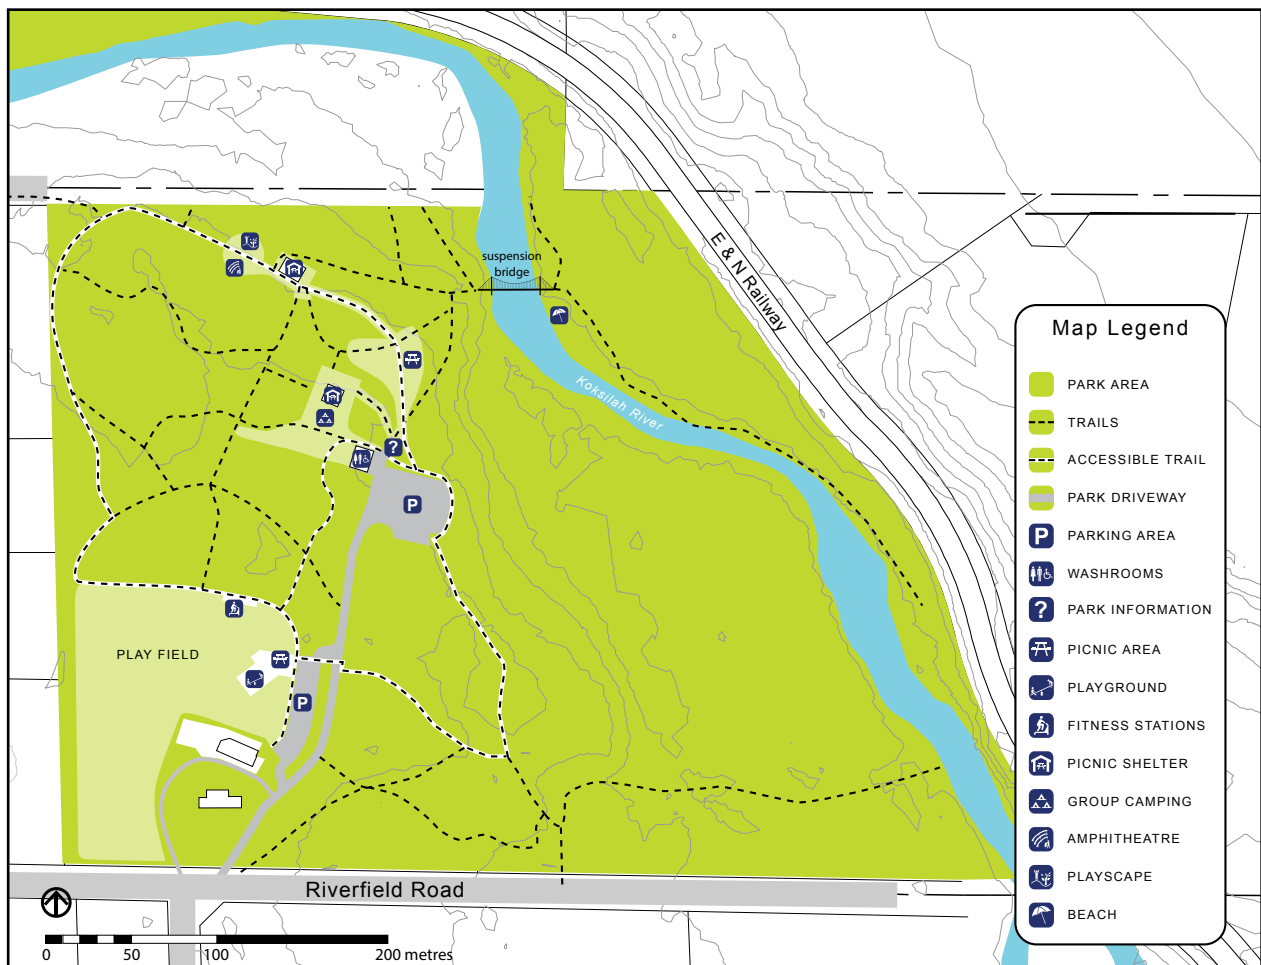 suspension
bridge
E & N Railway
Koksilah River
?
P
PLAY FIELD
P
Riverfield Road
0
50
100
200 metres
Map Legend
PARK AREA
TRAILS
ACCESSIBLE TRAIL
PARK DRIVEWAY
P PARKING AREA
WASHROOMS
? PARK INFORMATION
PICNIC AREA
PLAYGROUND
FITNESS STATIONS
PICNIC SHELTER
GROUP CAMPING
AMPHITHEATRE
PLAYSCAPE
BEACH